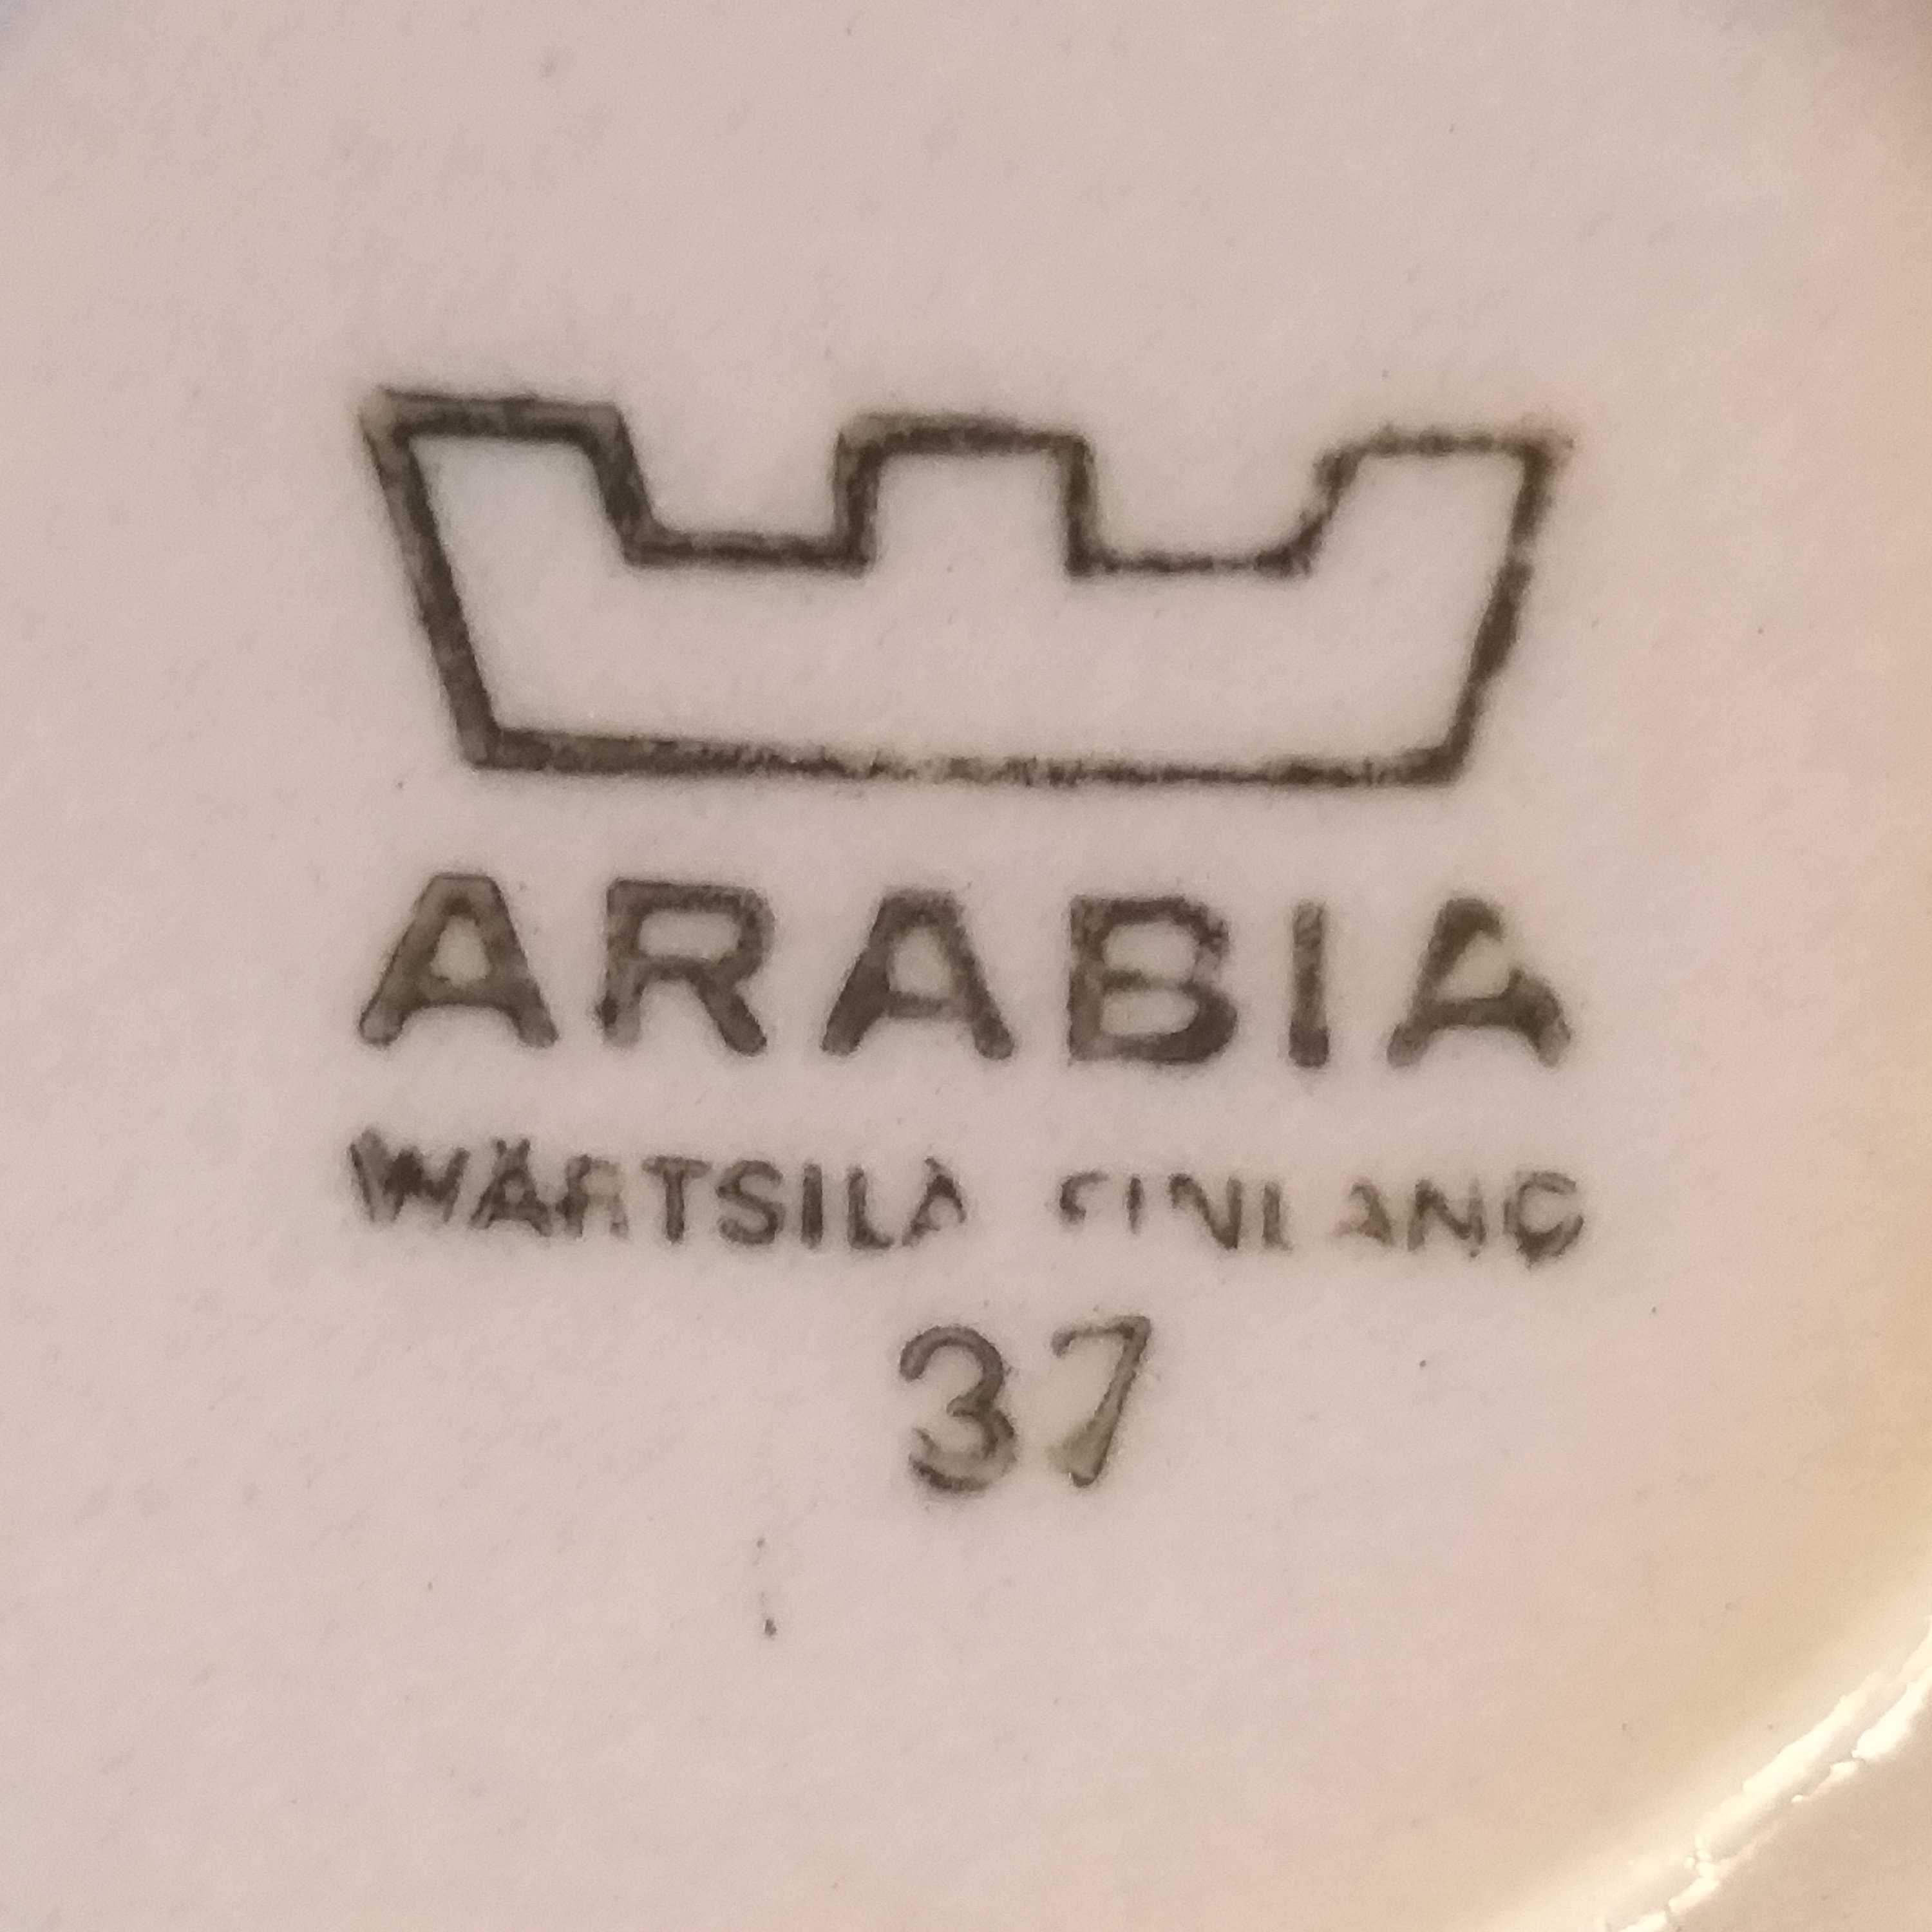 ARABIA
WÄRTSILÄ FINLAND
37